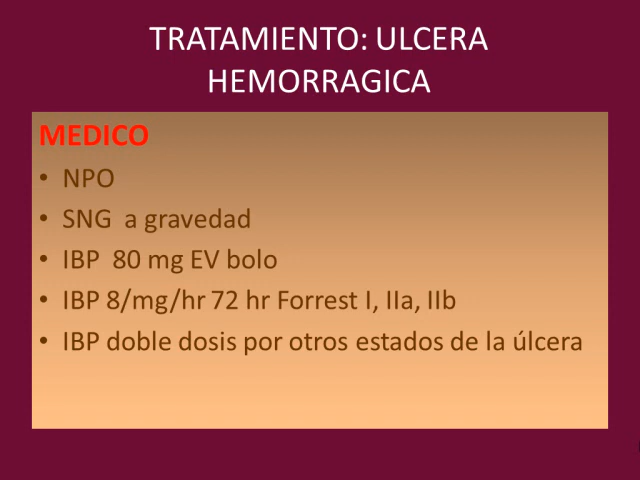 TRATAMIENTO: ULCERA
HEMORRAGICA
MEDICO
• NPO
• SNG a gravedad
• IBP 80 mg EV bolo
• IBP 8/mg/hr 72 hr Forrest I, IIa, IIb
• IBP doble dosis por otros estados de la úlcera